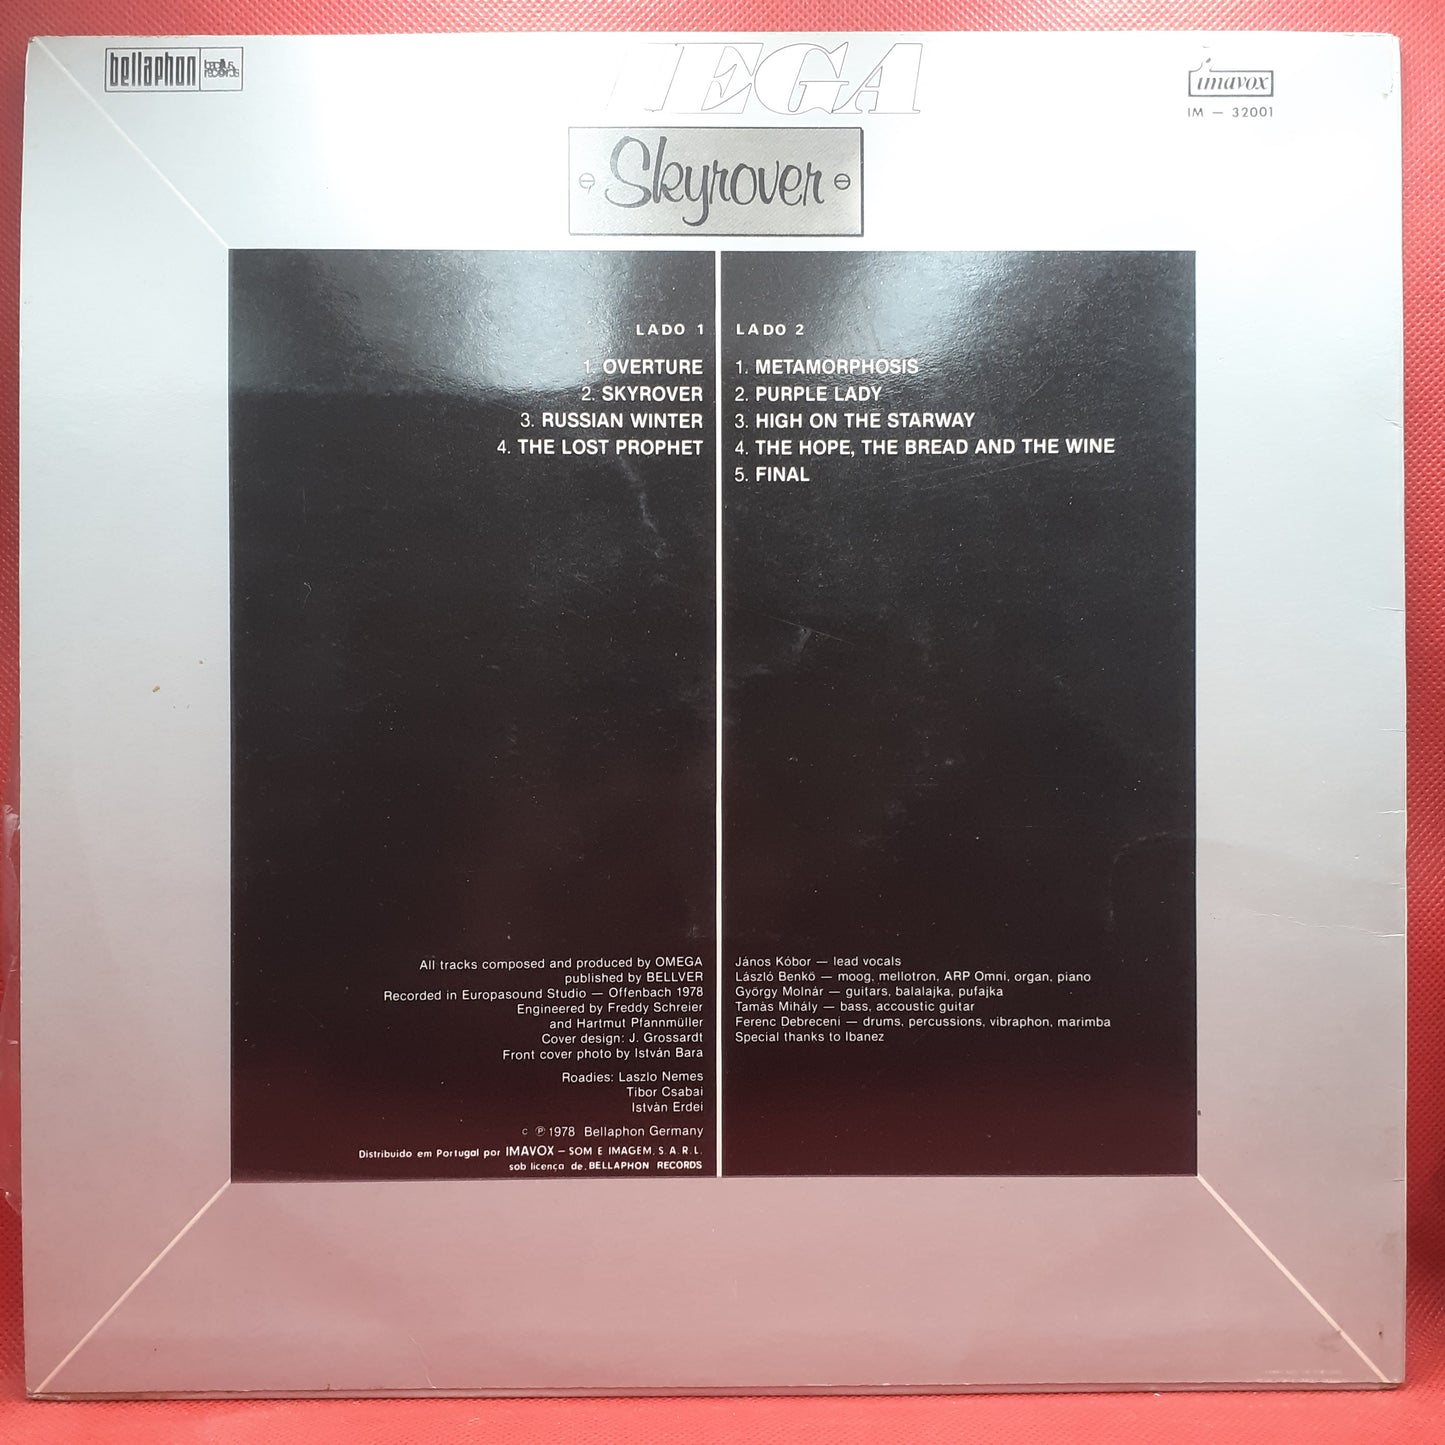 bellaphon
bacillus records
EGA
imavox
IM — 32001
Skyrover
LADO 1
1. OVERTURE
2. SKYROVER
3. RUSSIAN WINTER
4. THE LOST PROPHET
LADO 2
1. METAMORPHOSIS
2. PURPLE LADY
3. HIGH ON THE STARWAY
4. THE HOPE, THE BREAD AND THE WINE
5. FINAL
All tracks composed and produced by OMEGA
published by BELLVER
Recorded in Europasound Studio — Offenbach 1978
Engineered by Freddy Schreier
and Hartmut Pfannmüller
Cover design: J. Grossardt
Front cover photo by István Bara
Roadies: Laszlo Nemes
Tibor Csabai
Istvàn Erdei
c ℗ 1978 Bellaphon Germany
Distribuido em Portugal por IMAVOX – SOM E IMAGEM, S.A.R.L.
sob licença de. BELLAPHON RECORDS
János Kóbor — lead vocals
László Benkö — moog, mellotron, ARP Omni, organ, piano
György Molnár — guitars, balalajka, pufajka
Tamàs Mihály — bass, accoustic guitar
Ferenc Debreceni — drums, percussions, vibraphon, marimba
Special thanks to Ibanez